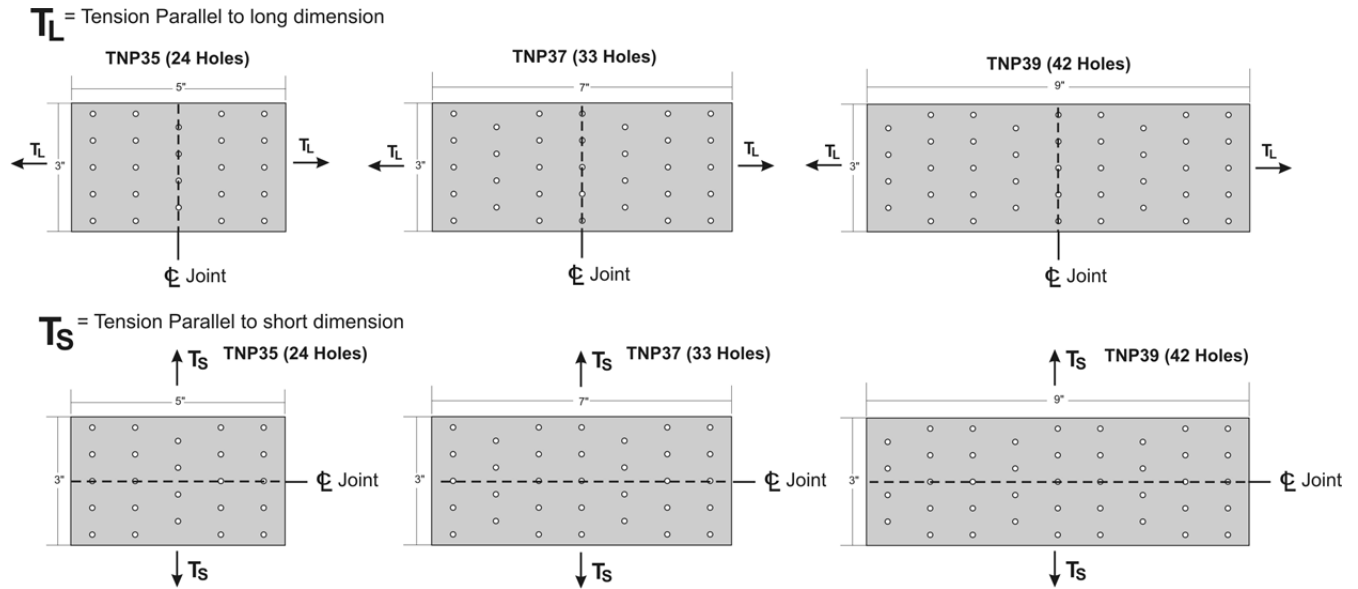 TL = Tension Parallel to long dimension
TNP35 (24 Holes)
TNP37 (33 Holes)
TNP39 (42 Holes)
5"
7"
9"
TL
3"
TL
TL
3"
TL
TL
3"
TL
℄ Joint
℄ Joint
℄ Joint
TS = Tension Parallel to short dimension
TS
TNP35 (24 Holes)
TS
TNP37 (33 Holes)
TS
TNP39 (42 Holes)
5"
7"
9"
3"
℄ Joint
3"
℄ Joint
3"
℄ Joint
TS
TS
TS